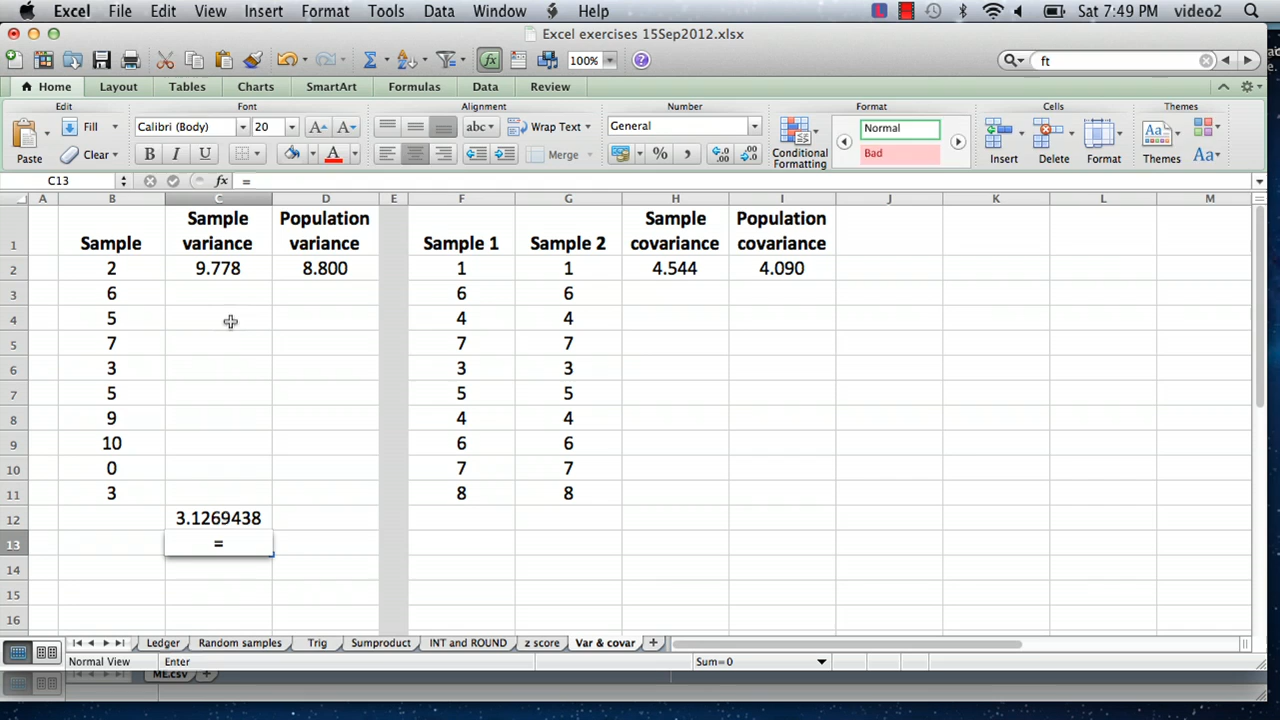 Excel File Edit View Insert Format Tools Data Window Help Sat 7:49 PM video2
Excel exercises 15Sep2012.xlsx
100% ft
Home Layout Tables Charts SmartArt Formulas Data Review
Edit Font Alignment Number Format Cells Themes
Fill Calibri (Body) 20 abc Wrap Text General Normal
Paste Clear B I U A Merge % , Conditional Formatting Bad Insert Delete Format Themes Aa
C13 fx =
A B C D E F G H I J K L M
1 Sample Sample variance Population variance Sample 1 Sample 2 Sample covariance Population covariance
2 2 9.778 8.800 1 1 4.544 4.090
3 6 6 6
4 5 4 4
5 7 7 7
6 3 3 3
7 5 5 5
8 9 4 4
9 10 6 6
10 0 7 7
11 3 8 8
12 3.1269438
13 =
14
15
16
Ledger Random samples Trig Sumproduct INT and ROUND z score Var & covar
Normal View Enter Sum=0
ME.csv